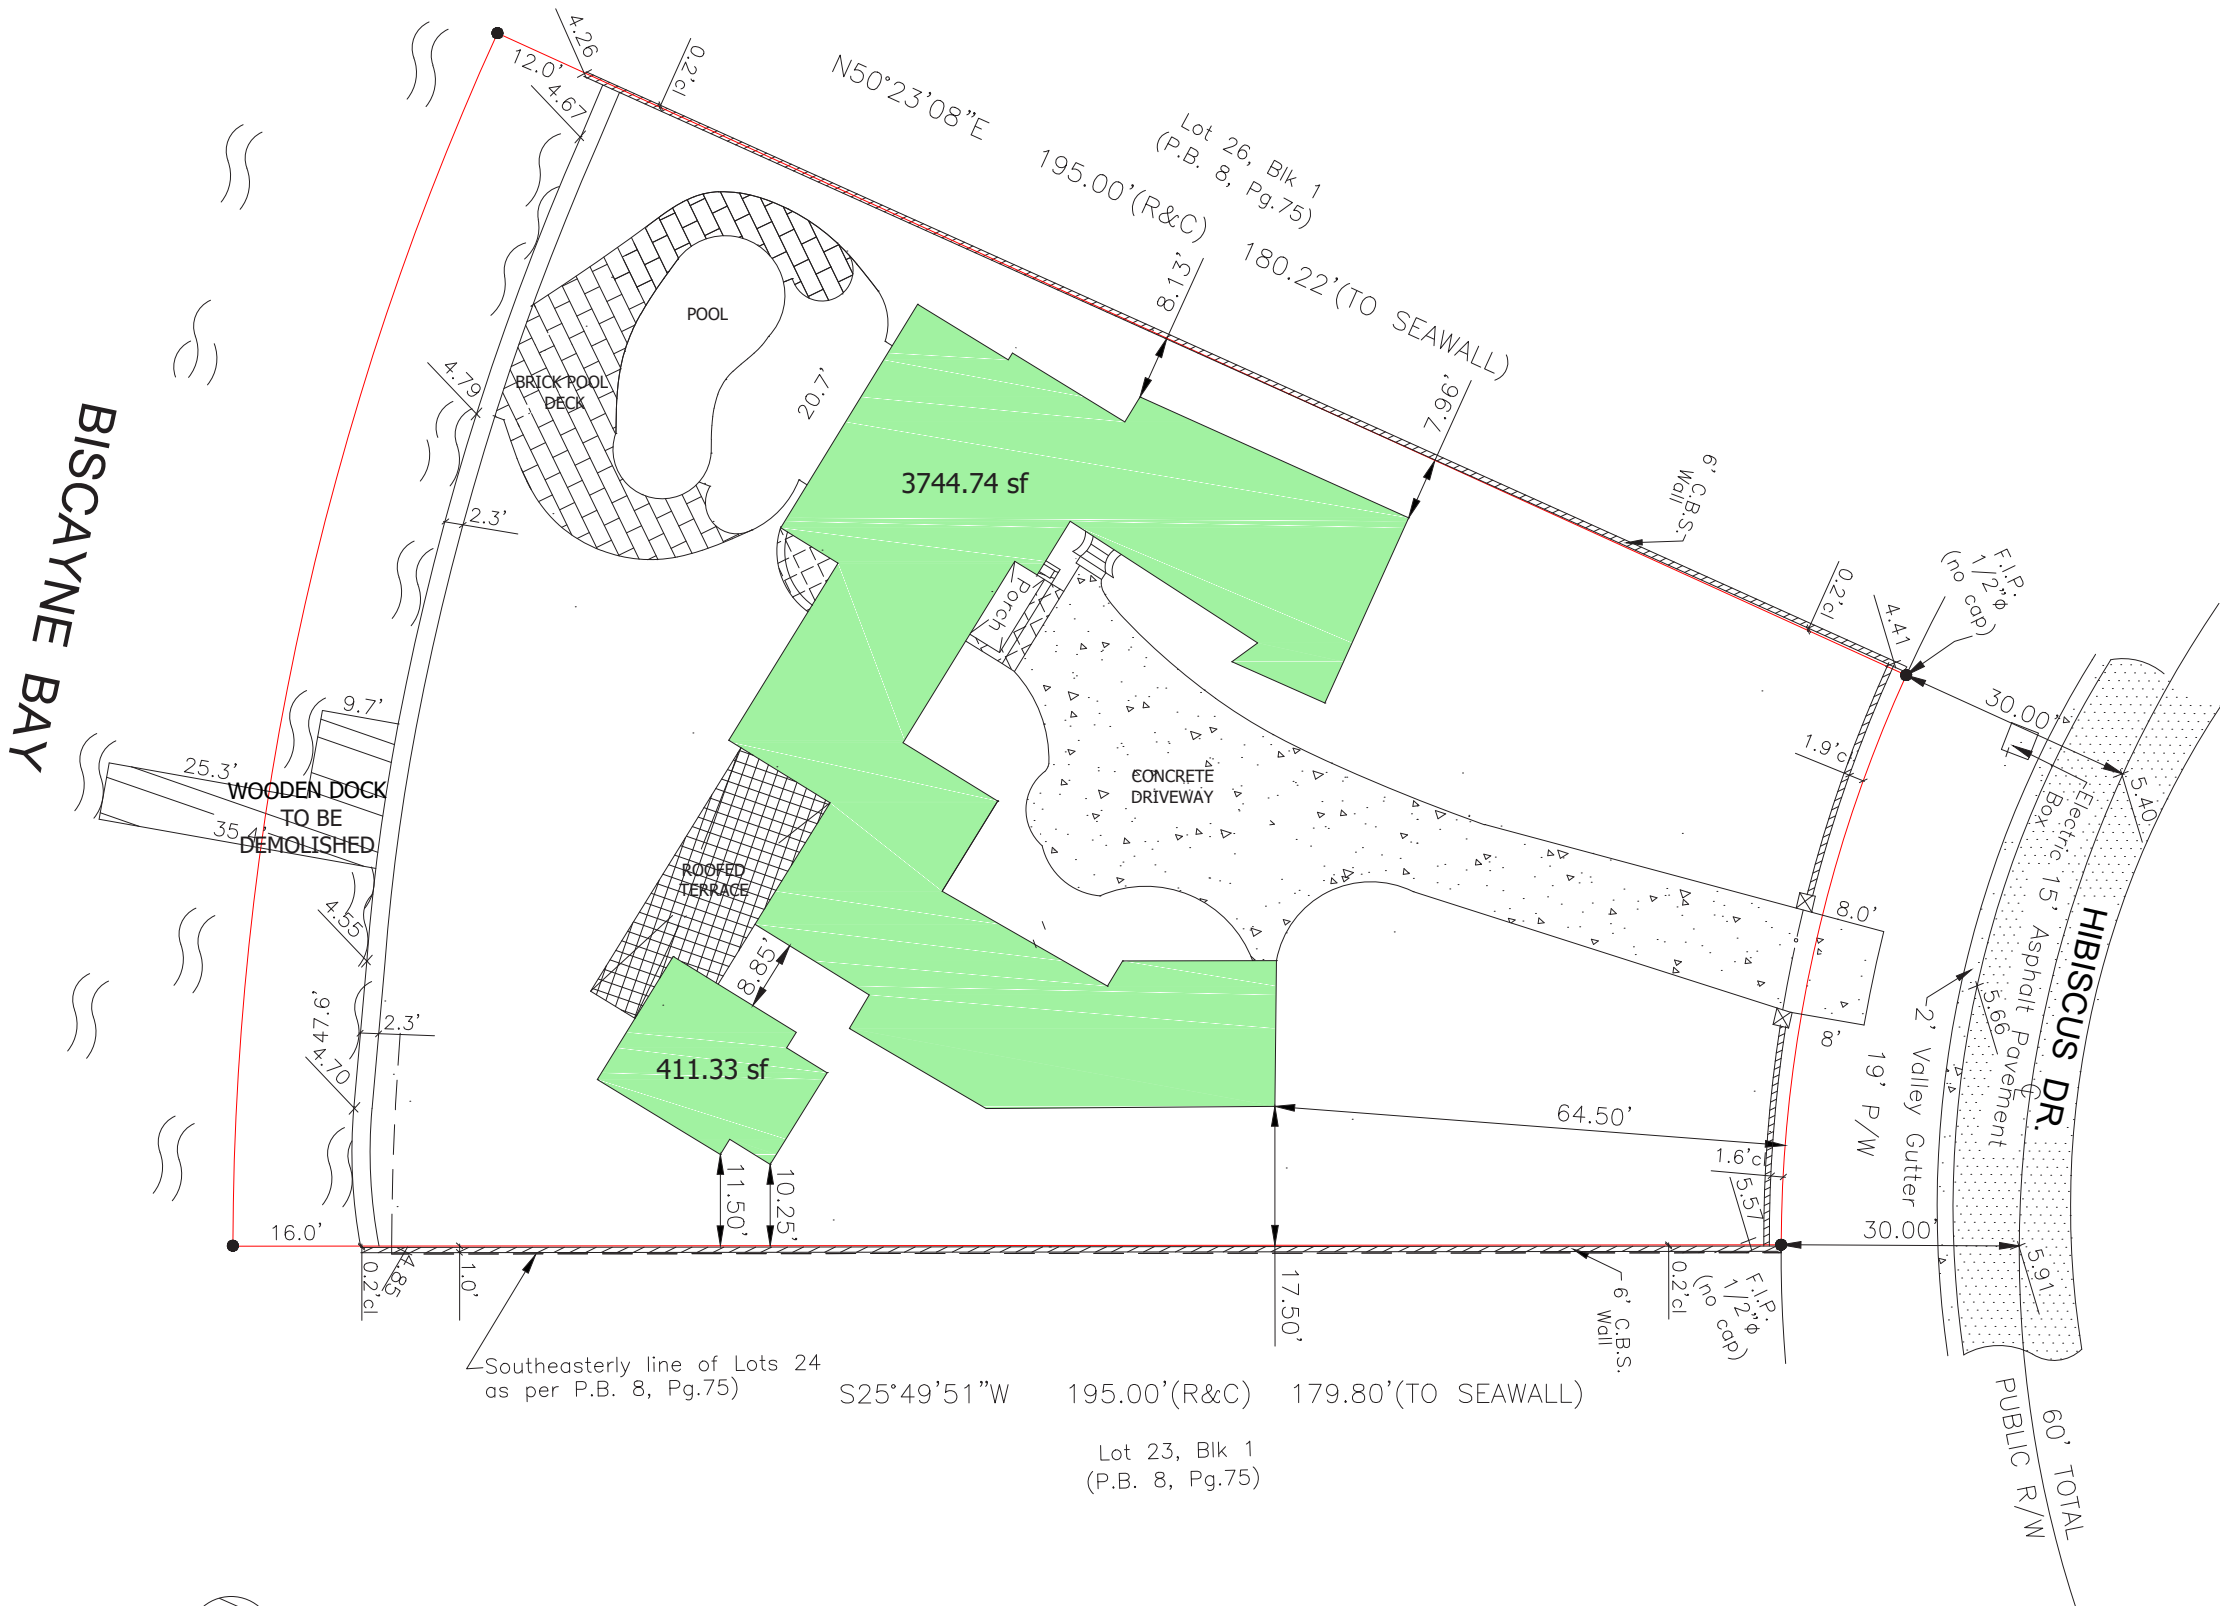 4.26
12.0'
4.67
0.2'cl
N50°23'08"E
195.00'(R&C)
180.22'(TO SEAWALL)
Lot 26, Blk 1
(P.B. 8, Pg.75)
8.13'
7.96'
POOL
BRICK POOL
DECK
20.7'
4.79
2.3'
3744.74 sf
6' C.B.S.
Wall
0.2'cl
4.41
F.I.P.
1/2"ø
(no cap)
30.00'
1.9'c
5.40
Electric
Box
15' Asphalt Pavement
HIBISCUS DR.
BISCAYNE BAY
Porch
9.7'
25.3'
WOODEN DOCK
TO BE
DEMOLISHED
35.4'
CONCRETE
DRIVEWAY
ROOFED
TERRACE
8.0'
8'
4.55
147.6'
2.3'
4.70
8.85'
411.33 sf
5.66
2' Valley Gutter
19' P/W
64.50'
1.6'cl
5.57
11.50'
10.25'
16.0'
30.00'
5.91
0.2'cl
4.85
1.0'
17.50'
6' C.B.S.
Wall
0.2'cl
F.I.P.
1/2"ø
(no cap)
Southeasterly line of Lots 24
as per P.B. 8, Pg.75)
S25°49'51"W 195.00'(R&C) 179.80'(TO SEAWALL)
Lot 23, Blk 1
(P.B. 8, Pg.75)
60' TOTAL
PUBLIC R/W